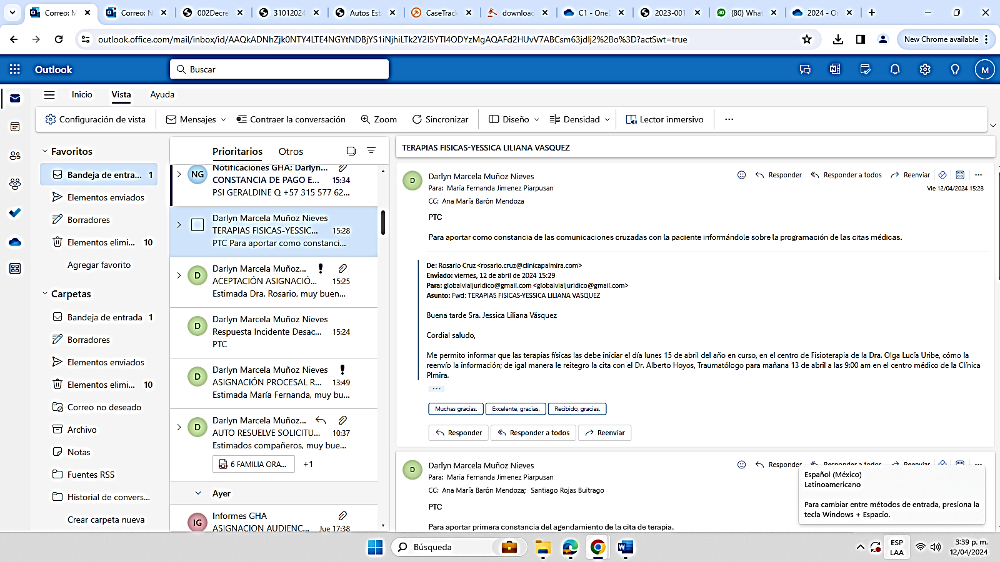 Correo: M
Correo: N
002Decre
31012024
Autos Est
CaseTrack
download
C1 - OneD
2023-001
(80) What
2024 - On
outlook.office.com/mail/inbox/id/AAQkADNhZjk0NTY4LTE4NGYtNDBjYS1iNjhiLTk2Y2I5YTI4ODYzMgAQAFd2HUvV7ABCsm63jdlj2%2Bo%3D?actSwt=true
New Chrome available
Outlook
Buscar
M
Inicio
Vista
Ayuda
Configuración de vista
Mensajes
Contraer la conversación
Zoom
Sincronizar
Diseño
Densidad
Lector inmersivo
Favoritos
Bandeja de entra... 1
Elementos enviados
Borradores
Elementos elimi... 10
Agregar favorito
Carpetas
Bandeja de entrada 1
Borradores
Elementos enviados
Elementos elimi... 10
Correo no deseado
Archivo
Notas
Fuentes RSS
Historial de convers...
Crear carpeta nueva
Prioritarios
Otros
NG
Notificaciones GHA; Darlyn...
CONSTANCIA DE PAGO E... 15:34
PSI GERALDINE Q +57 315 577 62...
Darlyn Marcela Muñoz Nieves
TERAPIAS FISICAS-YESSIC... 15:28
PTC Para aportar como constanci...
D
Darlyn Marcela Muñoz...
ACEPTACIÓN ASIGNACIÓ... 15:25
Estimada Dra. Rosario, muy buen...
D
Darlyn Marcela Muñoz Nieves
Respuesta Incidente Desac... 15:24
PTC
D
Darlyn Marcela Muñoz Nieves
ASIGNACIÓN PROCESAL R... 13:49
Estimada María Fernanda, muy bu...
D
Darlyn Marcela Muñoz...
AUTO RESUELVE SOLICITU... 10:37
Estimados compañeros, muy bue...
6 FAMILIA ORA... +1
Ayer
IG
Informes GHA
ASIGNACION AUDIENC... Jue 17:38
TERAPIAS FISICAS-YESSICA LILIANA VASQUEZ
D
Darlyn Marcela Muñoz Nieves
Responder
Responder a todos
Reenviar
Para: Maria Fernanda Jimenez Piarpusan
Vie 12/04/2024 15:28
CC: Ana María Barón Mendoza
PTC
Para aportar como constancia de las comunicaciones cruzadas con la paciente informándole sobre la programación de las citas médicas.
De: Rosario Cruz <rosario.cruz@clinicapalmira.com>
Enviado: viernes, 12 de abril de 2024 15:29
Para: globalvialjuridico@gmail.com <globalvialjuridico@gmail.com>
Asunto: Fwd: TERAPIAS FISICAS-YESSICA LILIANA VASQUEZ
Buena tarde Sra. Jessica Liliana Vásquez
Cordial saludo,
Me permito informar que las terapias físicas las debe iniciar el día lunes 15 de abril del año en curso, en el centro de Fisioterapia de la Dra. Olga Lucía Uribe, cómo la
reenvío la información; de igual manera le reitegro la cita con el Dr. Alberto Hoyos, Traumatólogo para mañana 13 de abril a las 9:00 am en el centro médico de la Clínica
Plmira.
Muchas gracias.
Excelente, gracias.
Recibido, gracias.
Responder
Responder a todos
Reenviar
D
Darlyn Marcela Muñoz Nieves
Responder
Responder a todos
Reenviar
Para: Maria Fernanda Jimenez Piarpusan
CC: Ana María Barón Mendoza; Santiago Rojas Buitrago
PTC
Para aportar primera constancia del agendamiento de la cita de terapia.
Español (México)
Latinoamericano
Para cambiar entre métodos de entrada, presiona la
tecla Windows + Espacio.
Búsqueda
ESP
LAA
3:39 p. m.
12/04/2024